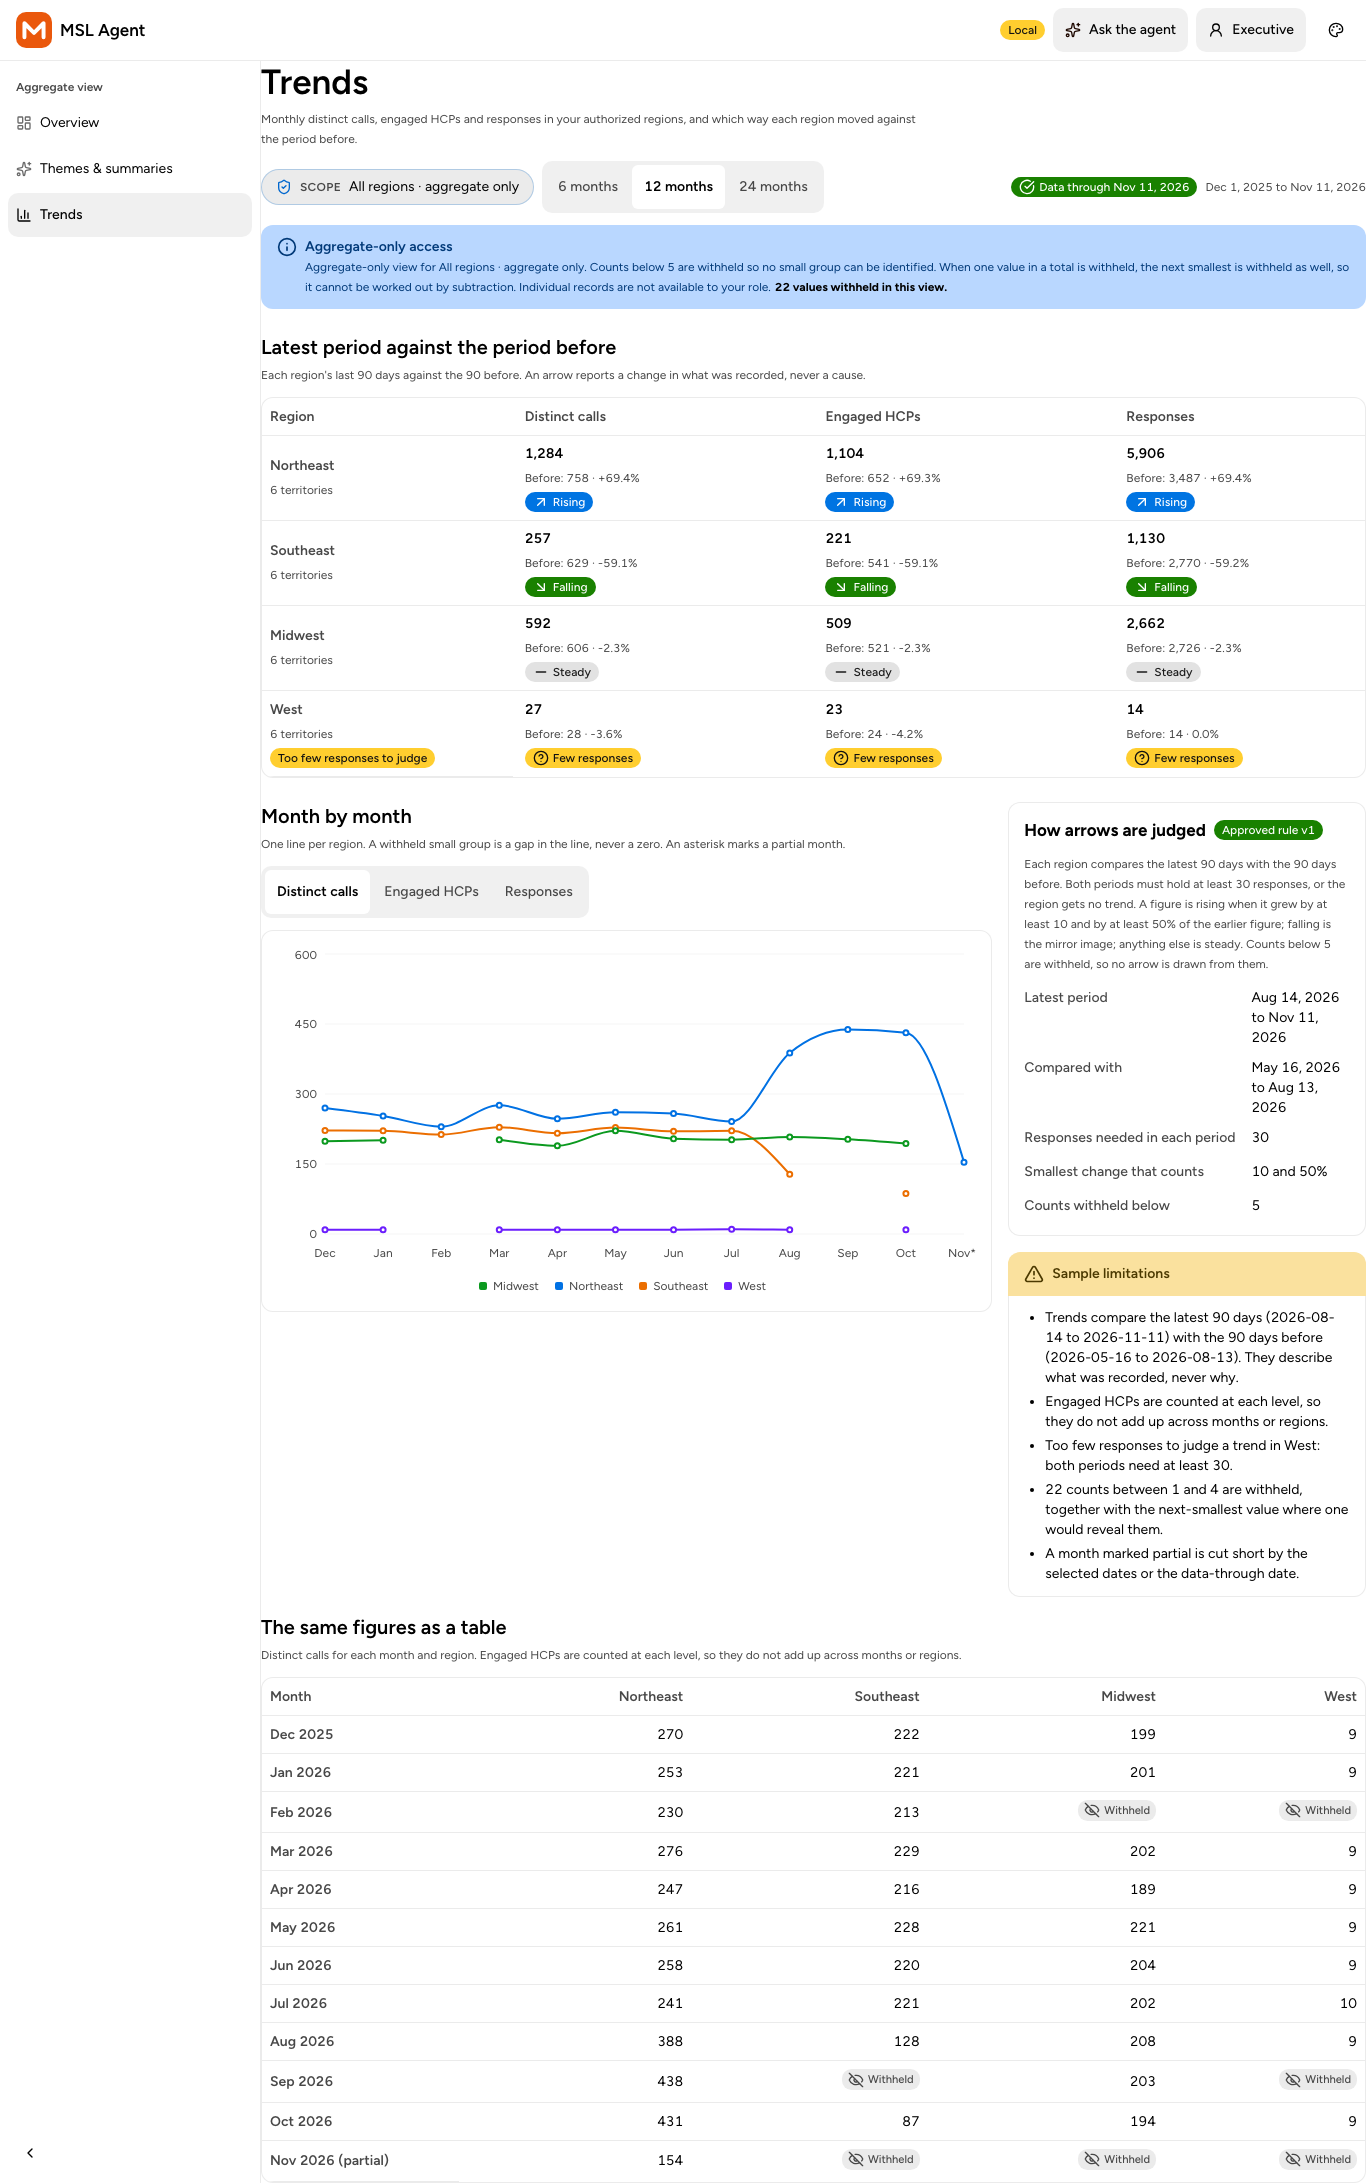 MSL Agent
Local
Ask the agent
Executive
Aggregate view
Overview
Themes & summaries
Trends
Trends
Monthly distinct calls, engaged HCPs and responses in your authorized regions, and which way each region moved against
the period before.
SCOPE All regions · aggregate only
6 months 12 months 24 months
Data through Nov 11, 2026 Dec 1, 2025 to Nov 11, 2026
Aggregate-only access
Aggregate-only view for All regions · aggregate only. Counts below 5 are withheld so no small group can be identified. When one value in a total is withheld, the next smallest is withheld as well, so
it cannot be worked out by subtraction. Individual records are not available to your role. 22 values withheld in this view.
Latest period against the period before
Each region's last 90 days against the 90 before. An arrow reports a change in what was recorded, never a cause.
Region Distinct calls Engaged HCPs Responses
Northeast
6 territories
1,284
Before: 758 · +69.4%
Rising
1,104
Before: 652 · +69.3%
Rising
5,906
Before: 3,487 · +69.4%
Rising
Southeast
6 territories
257
Before: 629 · -59.1%
Falling
221
Before: 541 · -59.1%
Falling
1,130
Before: 2,770 · -59.2%
Falling
Midwest
6 territories
592
Before: 606 · -2.3%
Steady
509
Before: 521 · -2.3%
Steady
2,662
Before: 2,726 · -2.3%
Steady
West
6 territories
Too few responses to judge
27
Before: 28 · -3.6%
Few responses
23
Before: 24 · -4.2%
Few responses
14
Before: 14 · 0.0%
Few responses
Month by month
One line per region. A withheld small group is a gap in the line, never a zero. An asterisk marks a partial month.
Distinct calls Engaged HCPs Responses
600
450
300
150
0
Dec Jan Feb Mar Apr May Jun Jul Aug Sep Oct Nov*
Midwest Northeast Southeast West
How arrows are judged Approved rule v1
Each region compares the latest 90 days with the 90 days
before. Both periods must hold at least 30 responses, or the
region gets no trend. A figure is rising when it grew by at
least 10 and by at least 50% of the earlier figure; falling is
the mirror image; anything else is steady. Counts below 5
are withheld, so no arrow is drawn from them.
Latest period
Aug 14, 2026
to Nov 11,
2026
Compared with
May 16, 2026
to Aug 13,
2026
Responses needed in each period 30
Smallest change that counts 10 and 50%
Counts withheld below 5
Sample limitations
• Trends compare the latest 90 days (2026-08-
14 to 2026-11-11) with the 90 days before
(2026-05-16 to 2026-08-13). They describe
what was recorded, never why.
• Engaged HCPs are counted at each level, so
they do not add up across months or regions.
• Too few responses to judge a trend in West:
both periods need at least 30.
• 22 counts between 1 and 4 are withheld,
together with the next-smallest value where one
would reveal them.
• A month marked partial is cut short by the
selected dates or the data-through date.
The same figures as a table
Distinct calls for each month and region. Engaged HCPs are counted at each level, so they do not add up across months or regions.
Month Northeast Southeast Midwest West
Dec 2025 270 222 199 9
Jan 2026 253 221 201 9
Feb 2026 230 213 Withheld Withheld
Mar 2026 276 229 202 9
Apr 2026 247 216 189 9
May 2026 261 228 221 9
Jun 2026 258 220 204 9
Jul 2026 241 221 202 10
Aug 2026 388 128 208 9
Sep 2026 438 Withheld 203 Withheld
Oct 2026 431 87 194 9
Nov 2026 (partial) 154 Withheld Withheld Withheld